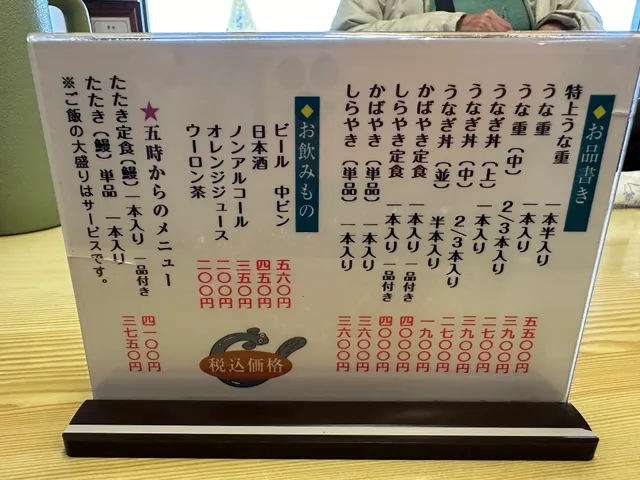 お品書き
特上うな重 一本半入り 五五〇〇円
うな重 一本入り 三九〇〇円
うな重(中) 2/3本入り 二七〇〇円
うなぎ丼(上) 一本入り 三九〇〇円
うなぎ丼(中) 2/3本入り 二七〇〇円
うなぎ丼(並) 半本入り 一九〇〇円
かばやき定食 一本入り 一品付き 四〇〇〇円
しらやき定食 一本入り 一品付き 四〇〇〇円
かばやき(単品) 一本入り 三六〇〇円
しらやき(単品) 一本入り 三六〇〇円
お飲みもの
ビール 中ビン 五六〇円
日本酒 四五〇円
ノンアルコール 三五〇円
オレンジジュース 二〇〇円
ウーロン茶 二〇〇円
税込価格
★五時からのメニュー
たたき定食(鰻) 一本入り 一品付き 四一〇〇円
たたき(鰻)単品 一本入り 三七五〇円
※ご飯の大盛りはサービスです。